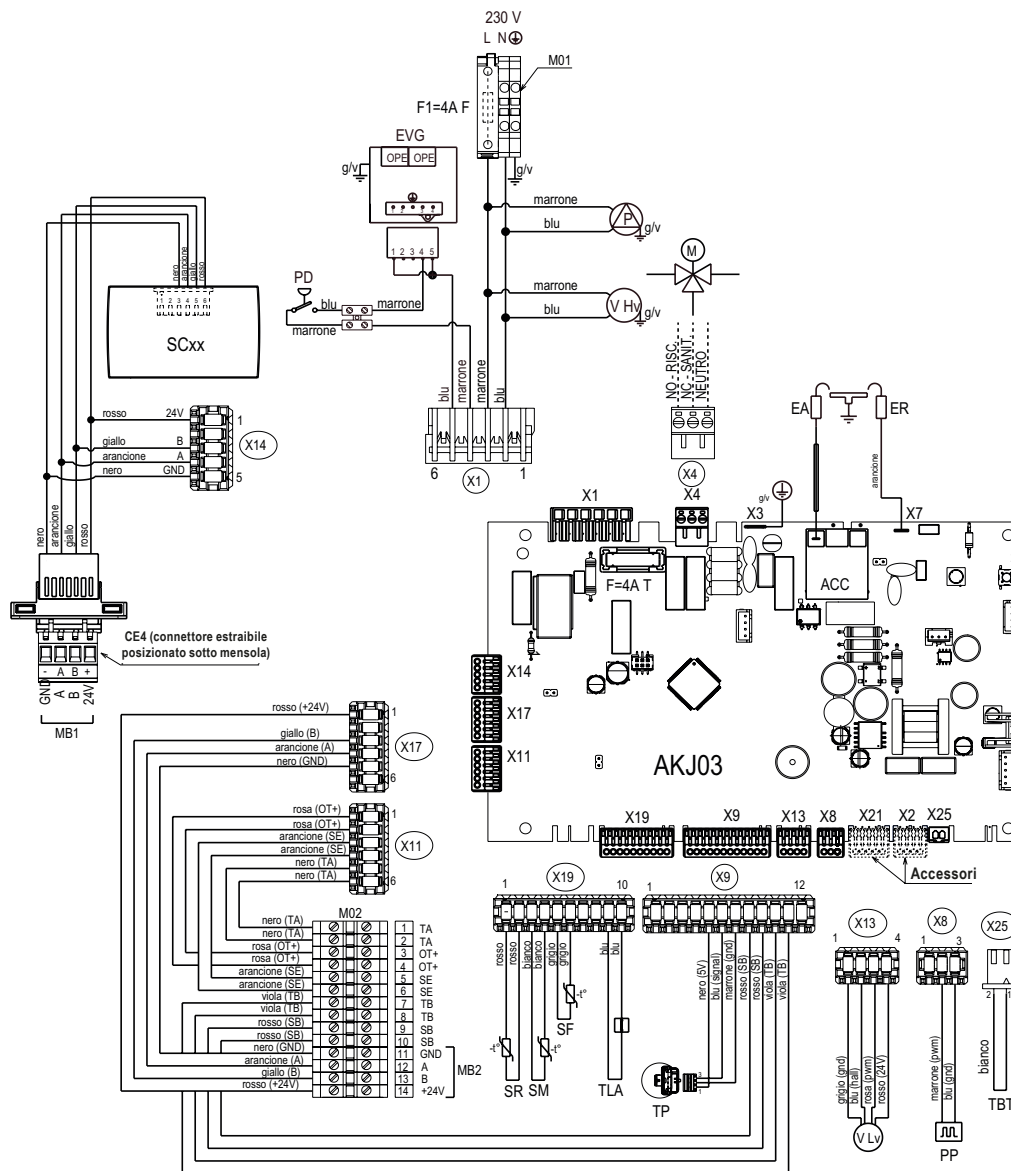 230 V
L N
M01
F1=4A F
EVG
g/v
OPE OPE
g/v
marrone
blu
P
g/v
1 2 3 4 5
PD
blu
marrone
marrone
M
marrone
blu
V Hv
g/v
nero
arancione
giallo
rosso
1 2 3 4 5 6
SCxx
NO - RISC.
NC - SANIT.
NEUTRO
blu
marrone
marrone
blu
rosso 24V 1
giallo B
arancione A
nero GND 5
X14
6 X1 1
X4
EA
ER
arancione
X1
X4
g/v
X3
X7
F=4A T
ACC
nero
arancione
giallo
rosso
CE4 (connettore estraibile
posizionato sotto mensola)
- A B +
GND
A
B
24V
MB1
X14
X17
X11
AKJ03
rosso (+24V) 1
giallo (B)
arancione (A)
nero (GND) 6
X17
rosa (OT+) 1
rosa (OT+)
arancione (SE)
arancione (SE)
nero (TA)
nero (TA) 6
X11
X19
X9
X13
X8
X21
X2
X25
Accessori
M02
nero (TA) 1 TA
nero (TA) 2 TA
rosa (OT+) 3 OT+
rosa (OT+) 4 OT+
arancione (SE) 5 SE
arancione (SE) 6 SE
viola (TB) 7 TB
viola (TB) 8 TB
rosso (SB) 9 SB
rosso (SB) 10 SB
nero (GND) 11 GND
arancione (A) 12 A
giallo (B) 13 B
rosso (+24V) 14 +24V
MB2
1 X19 10
rosso
rosso
bianco
bianco
grigio
grigio
blu
blu
-t°
-t°
-t°
SF
SR
SM
TLA
1 X9 12
nero (5V)
blu (signal)
marrone (gnd)
rosso (SB)
rosso (SB)
viola (TB)
viola (TB)
TP
X13
1 4
grigio (gnd)
blu (hall)
rosa (pwm)
rosso (24V)
V Lv
X8
1 3
marrone (pwm)
blu (gnd)
PP
X25
2 1
bianco
TBT